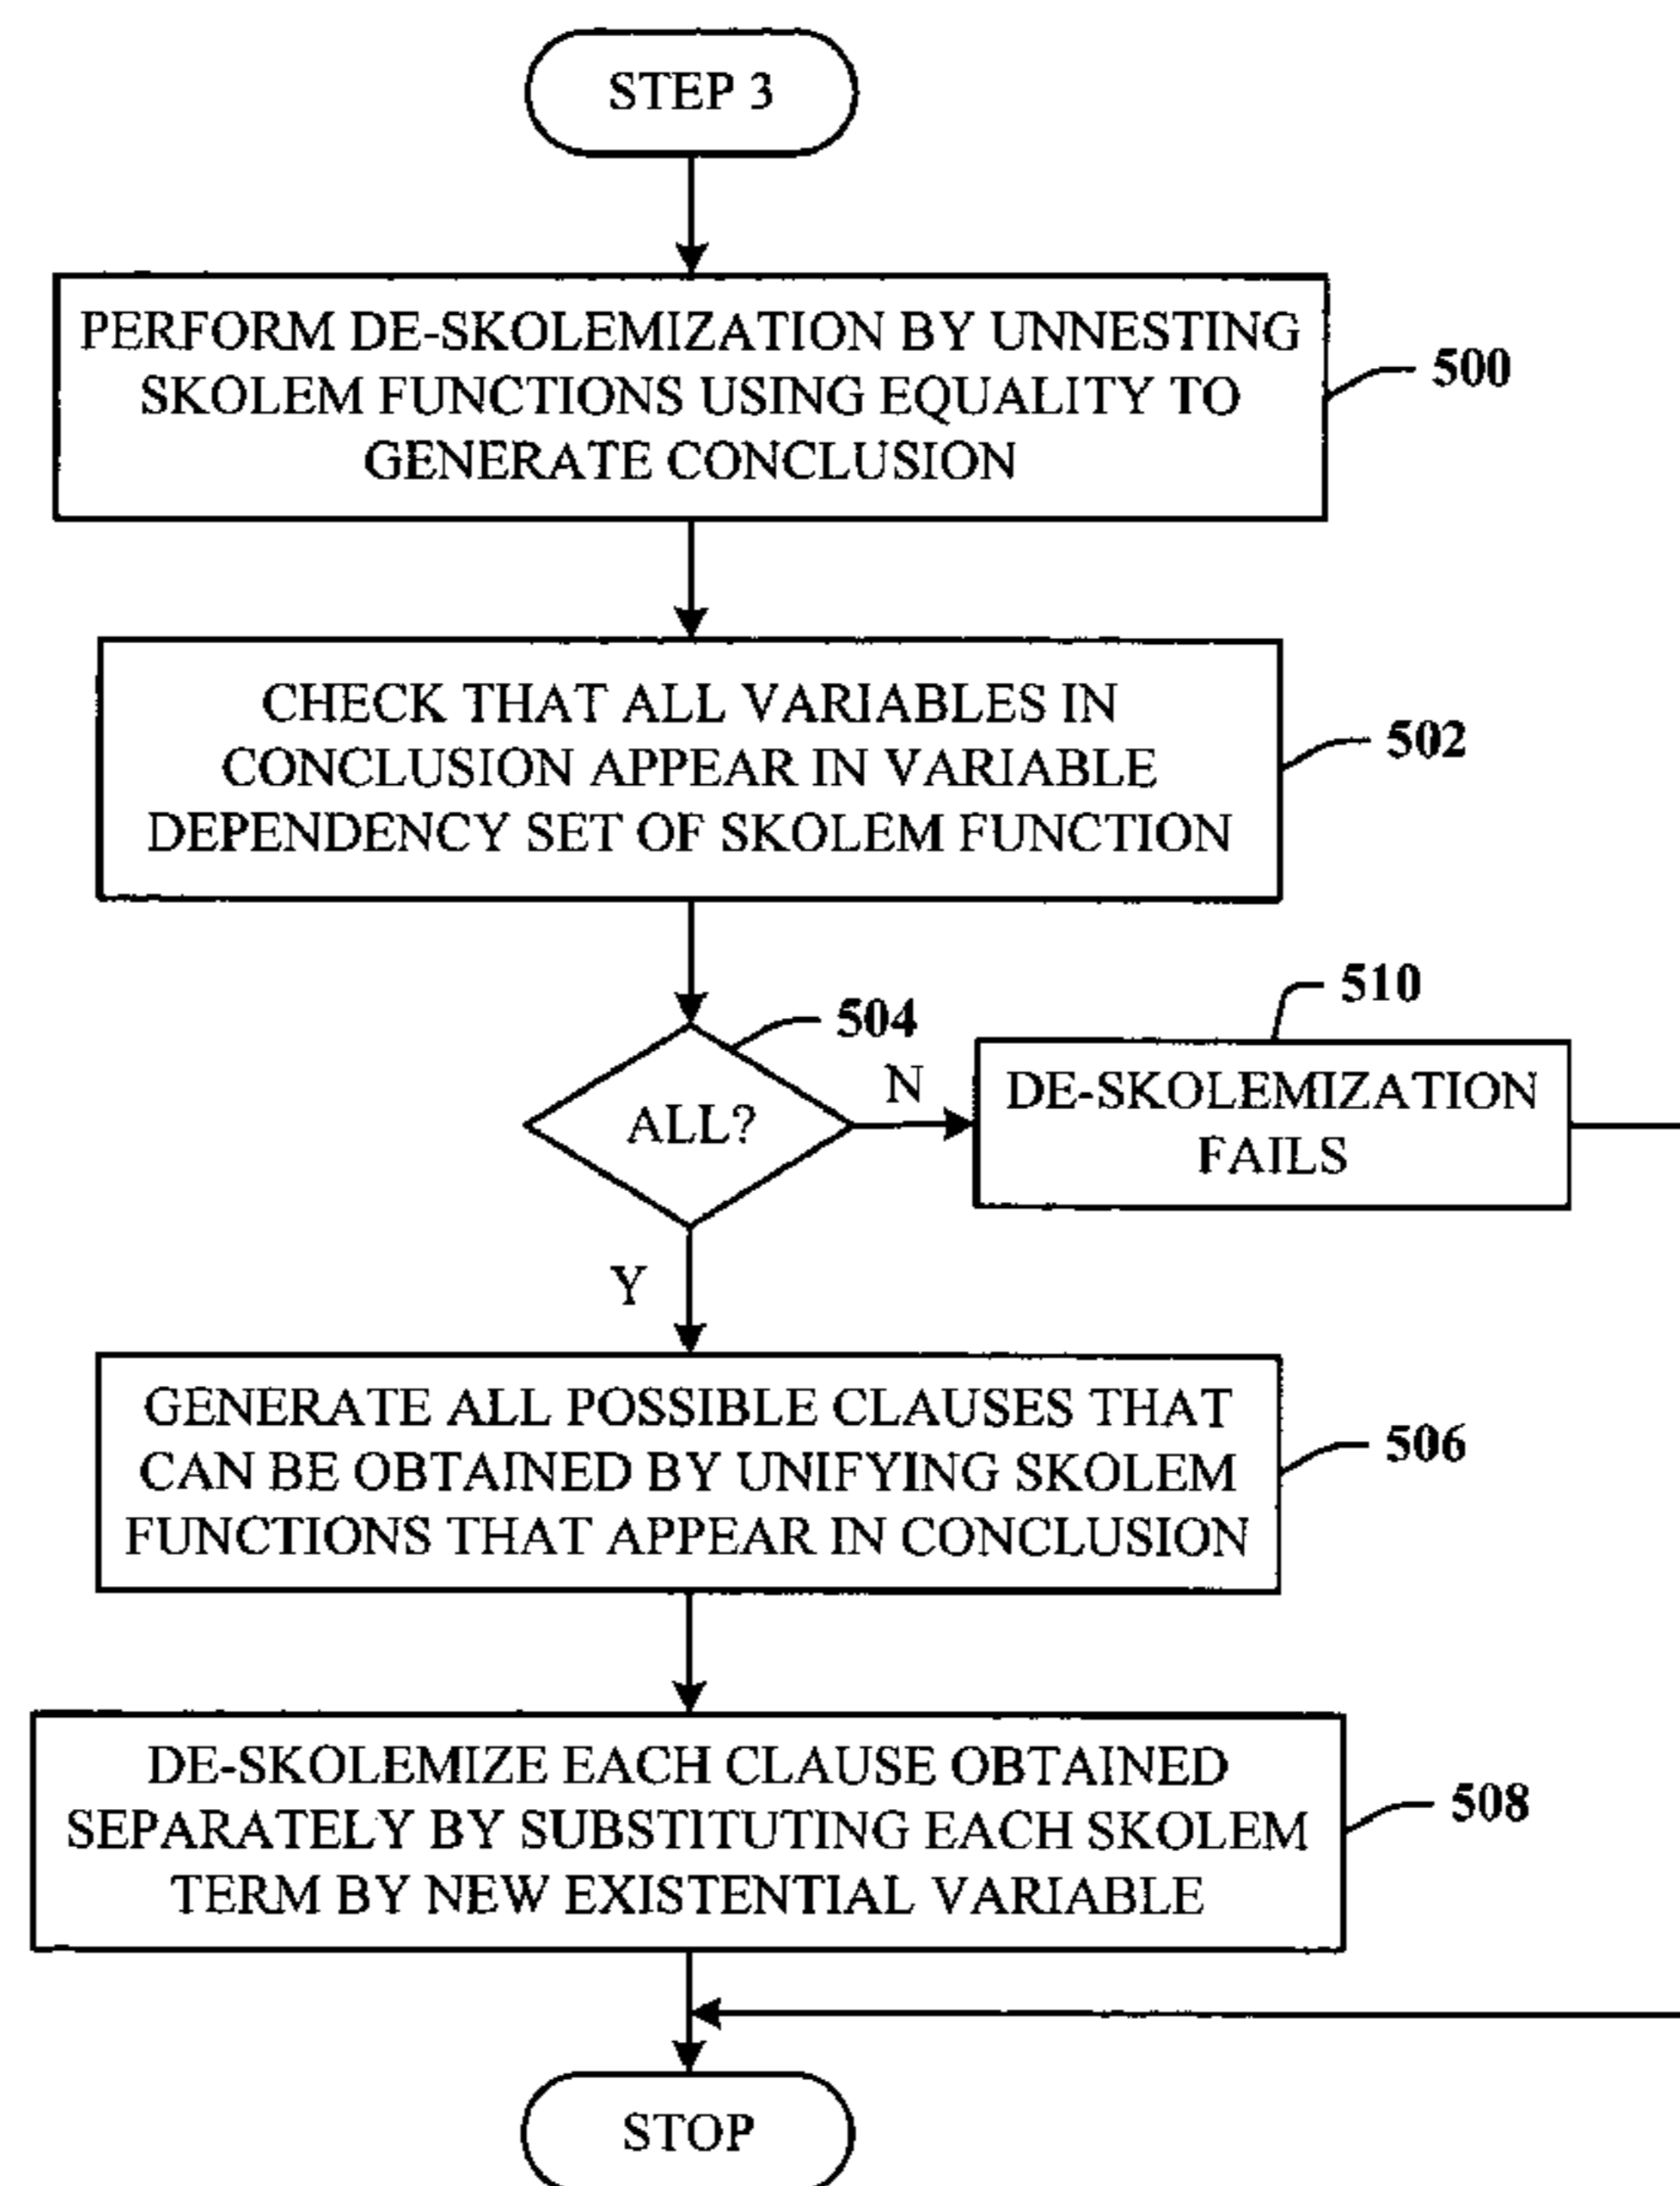 STEP 3
PERFORM DE-SKOLEMIZATION BY UNNESTING
SKOLEM FUNCTIONS USING EQUALITY TO
GENERATE CONCLUSION
500
CHECK THAT ALL VARIABLES IN
CONCLUSION APPEAR IN VARIABLE
DEPENDENCY SET OF SKOLEM FUNCTION
502
504
ALL?
N
510
DE-SKOLEMIZATION
FAILS
Y
GENERATE ALL POSSIBLE CLAUSES THAT
CAN BE OBTAINED BY UNIFYING SKOLEM
FUNCTIONS THAT APPEAR IN CONCLUSION
506
DE-SKOLEMIZE EACH CLAUSE OBTAINED
SEPARATELY BY SUBSTITUTING EACH SKOLEM
TERM BY NEW EXISTENTIAL VARIABLE
508
STOP